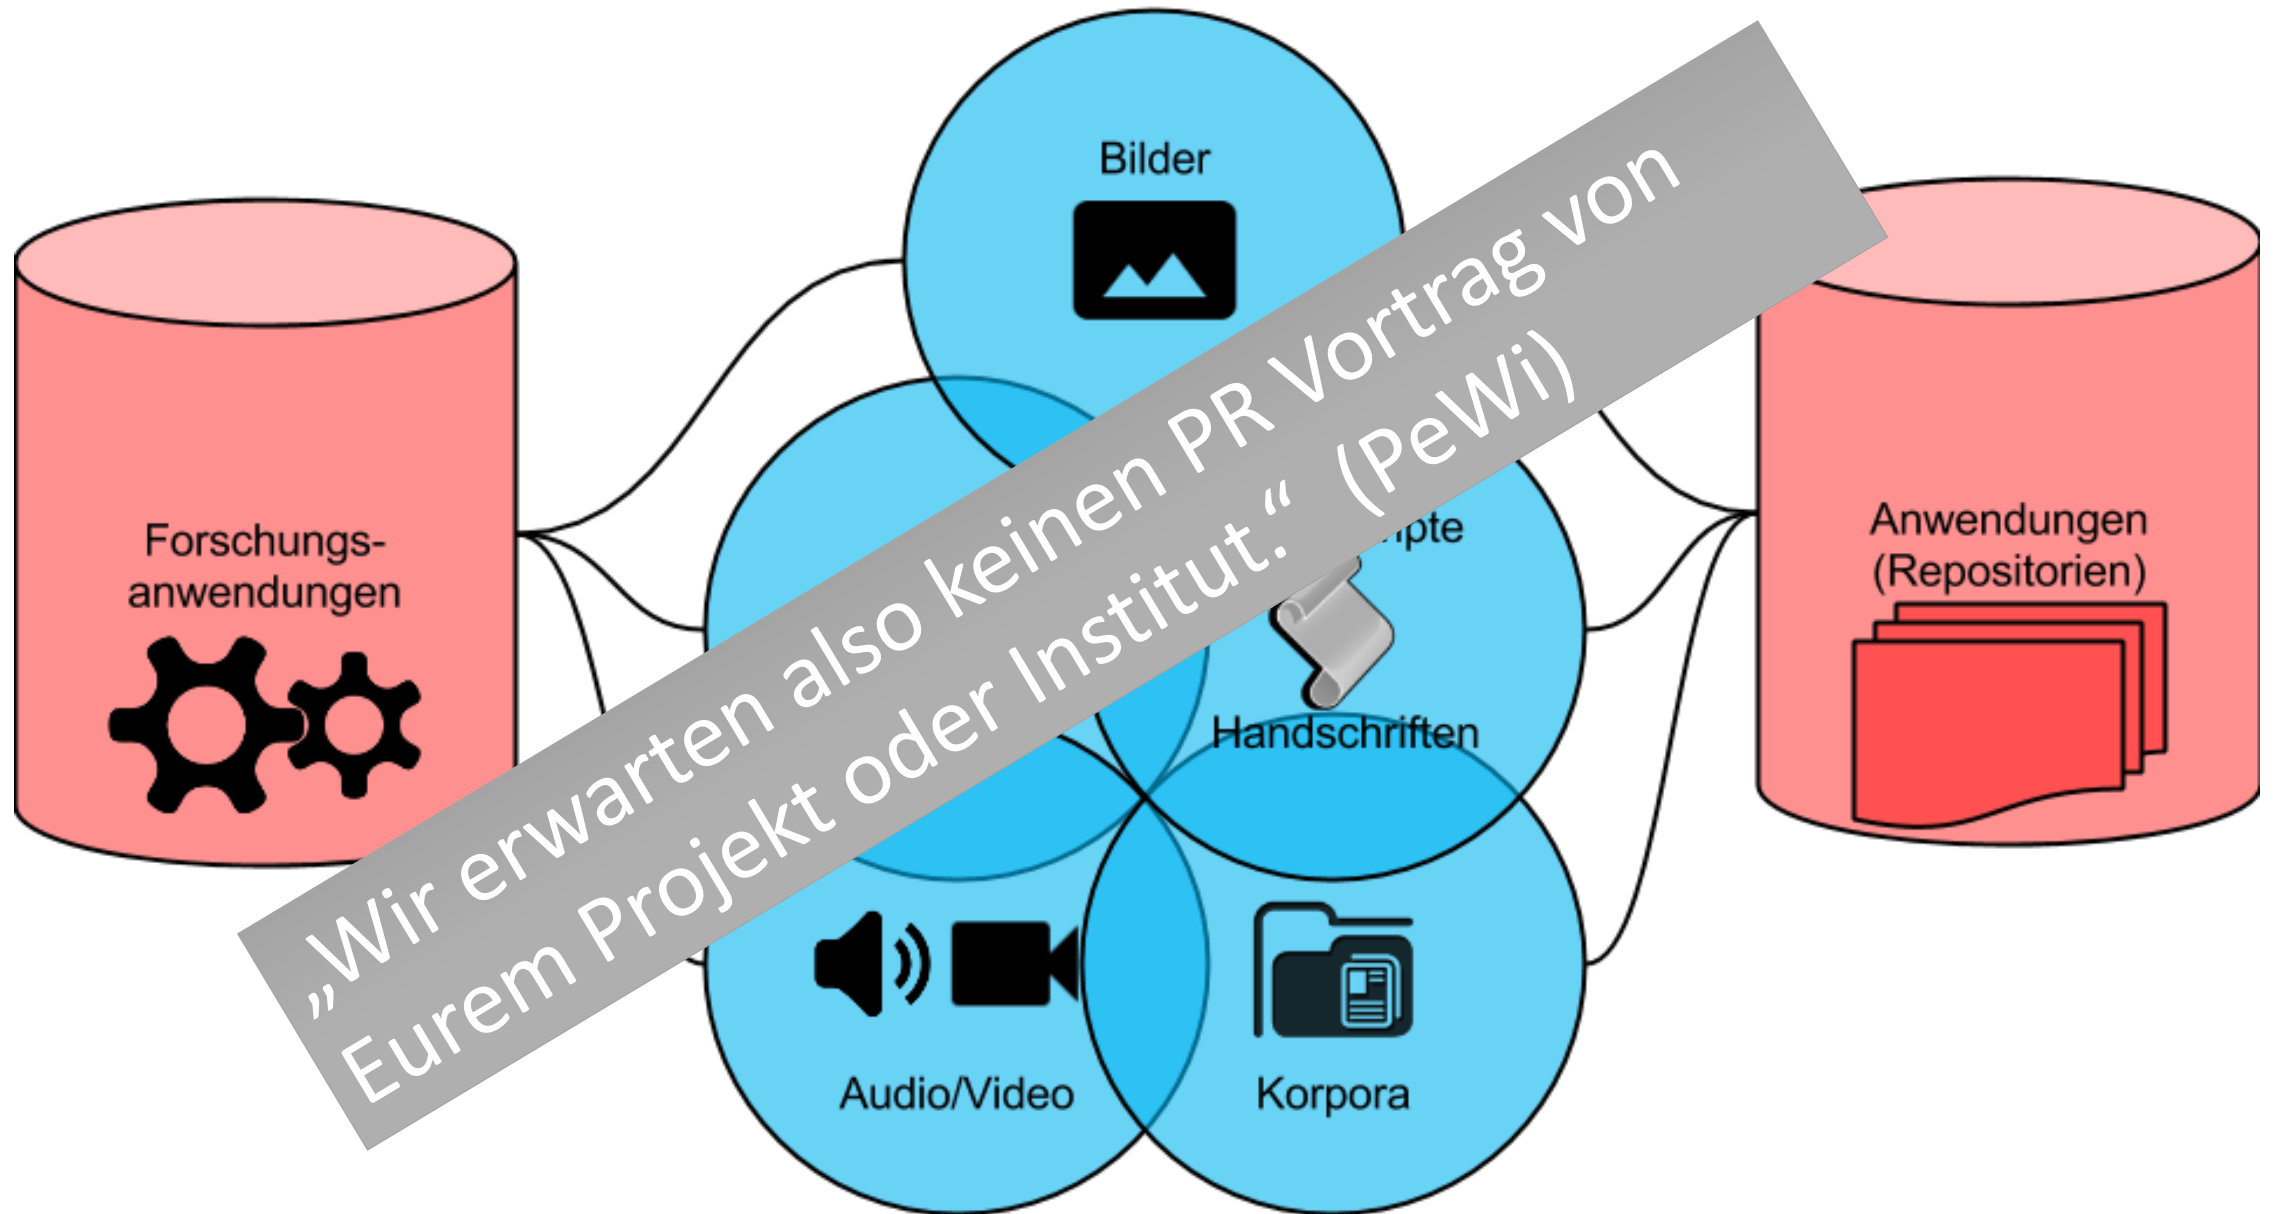 Bilder
„Wir erwarten also keinen PR Vortrag von
Eurem Projekt oder Institut.“ (PeWi)
Forschungs-
anwendungen
Handschriften
Anwendungen
(Repositorien)
Audio/Video
Korpora